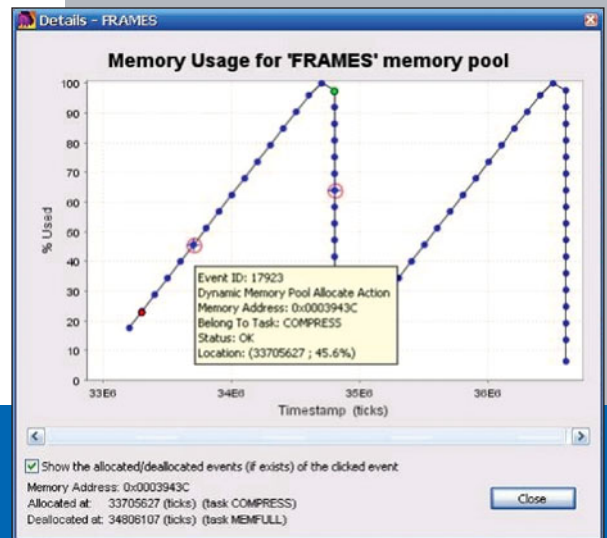 Details - FRAMES
Memory Usage for 'FRAMES' memory pool
100
90
80
70
60
50
40
30
20
10
0
% Used
Event ID: 17923
Dynamic Memory Pool Allocate Action
Memory Address: 0x0003943C
Belong To Task: COMPRESS
Status: OK
Location: (33705627 ; 45.6%)
33E6 34E6 35E6 36E6
Timestamp (ticks)
Show the allocated/deallocated events (if exists) of the clicked event
Memory Address: 0x0003943C
Allocated at: 33705627 (ticks) (task COMPRESS)
Deallocated at: 34806107 (ticks) (task MEMFULL)
Close